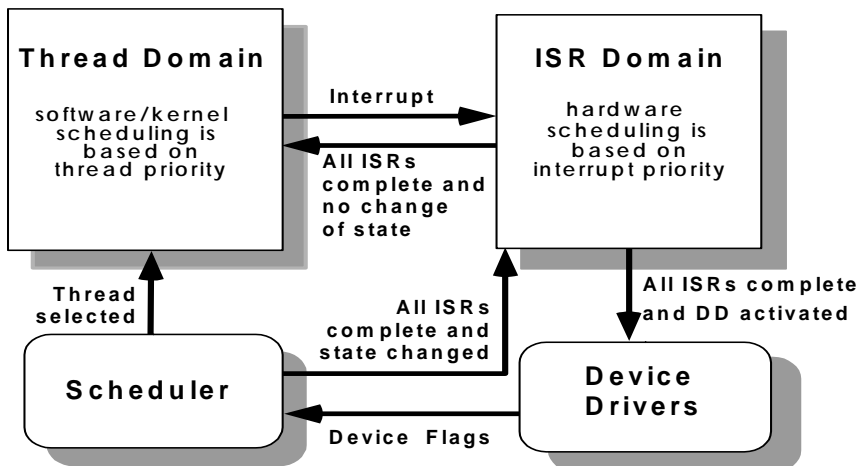 Thread Domain
software/kernel
scheduling is
based on
thread priority
Interrupt
All ISRs
complete and
no change
of state
ISR Domain
hardware
scheduling is
based on
interrupt priority
Thread
selected
All ISRs
complete and
state changed
All ISRs complete
and DD activated
Scheduler
Device Flags
Device
Drivers